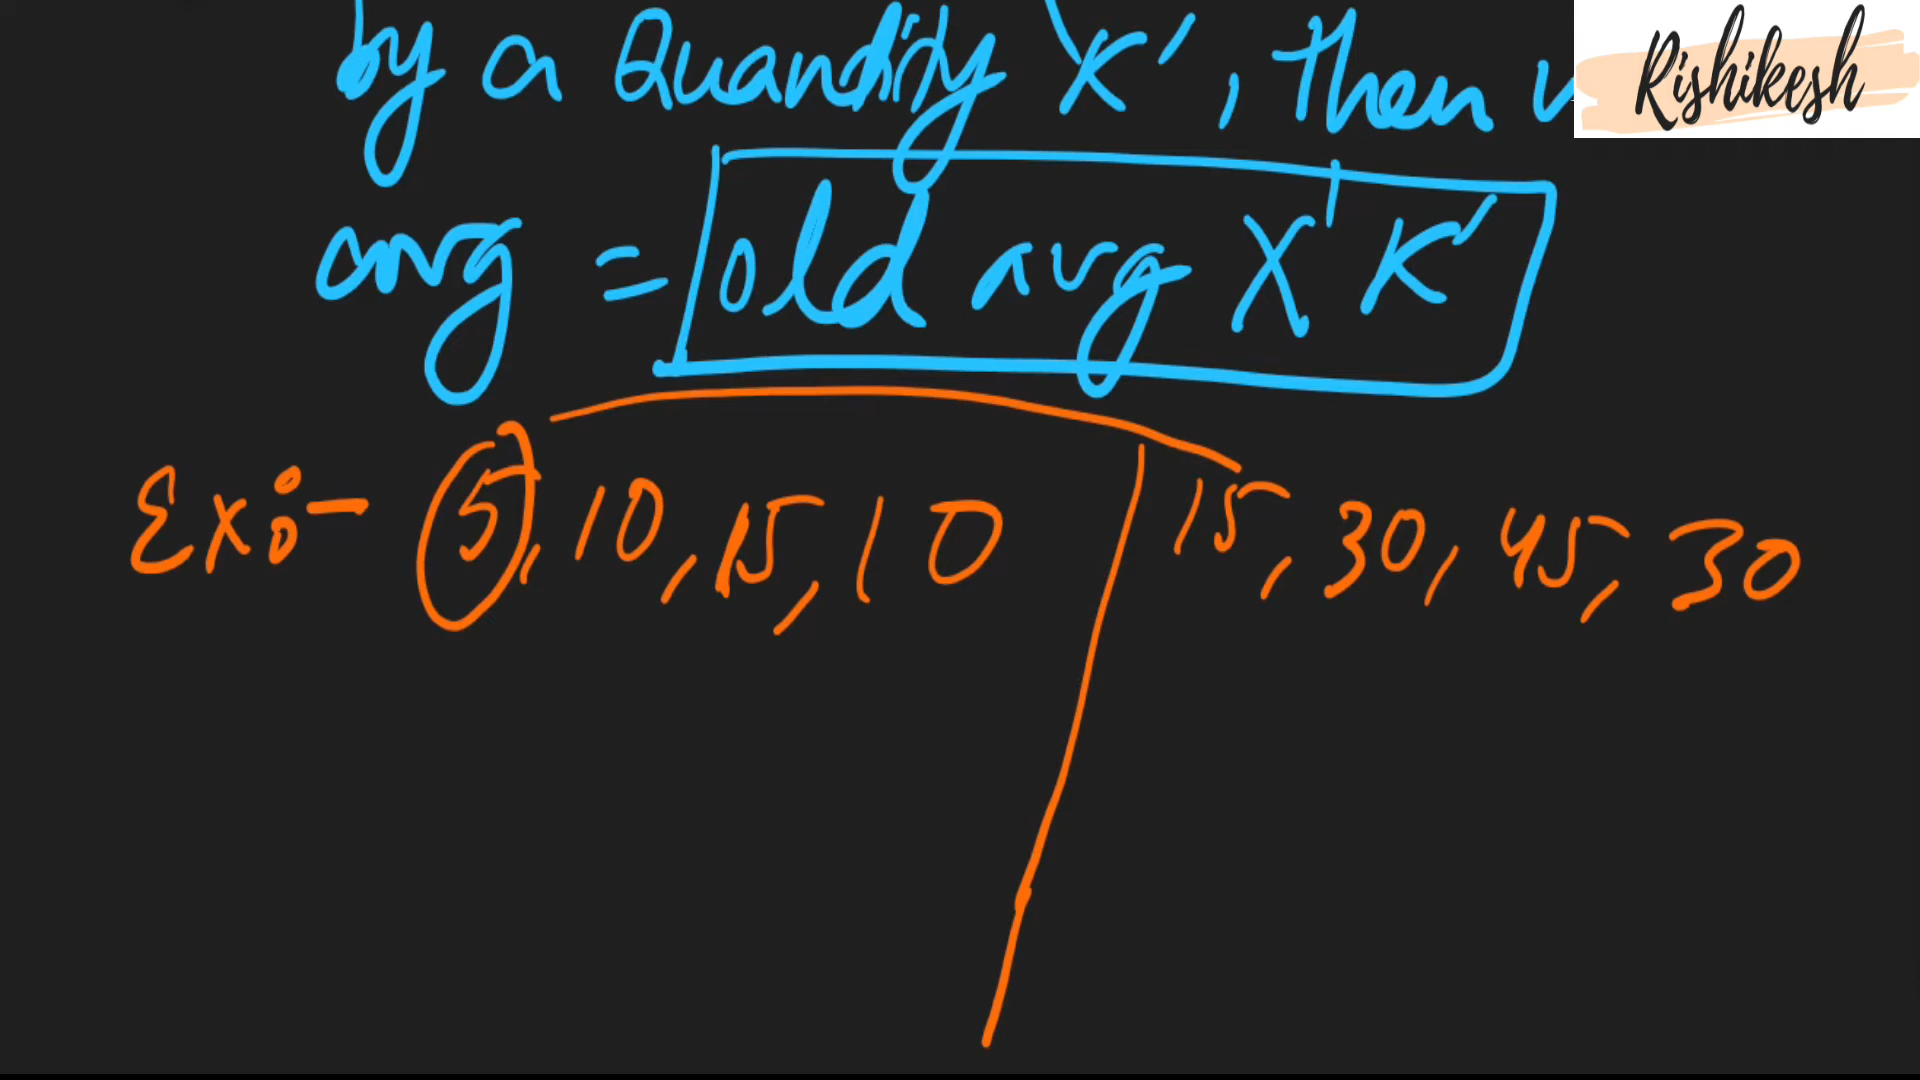 by a Quantity 'K', then
Rishikesh
avg = old avg X 'K'
Ex:- 5, 10, 15, 10 15, 30, 45, 30